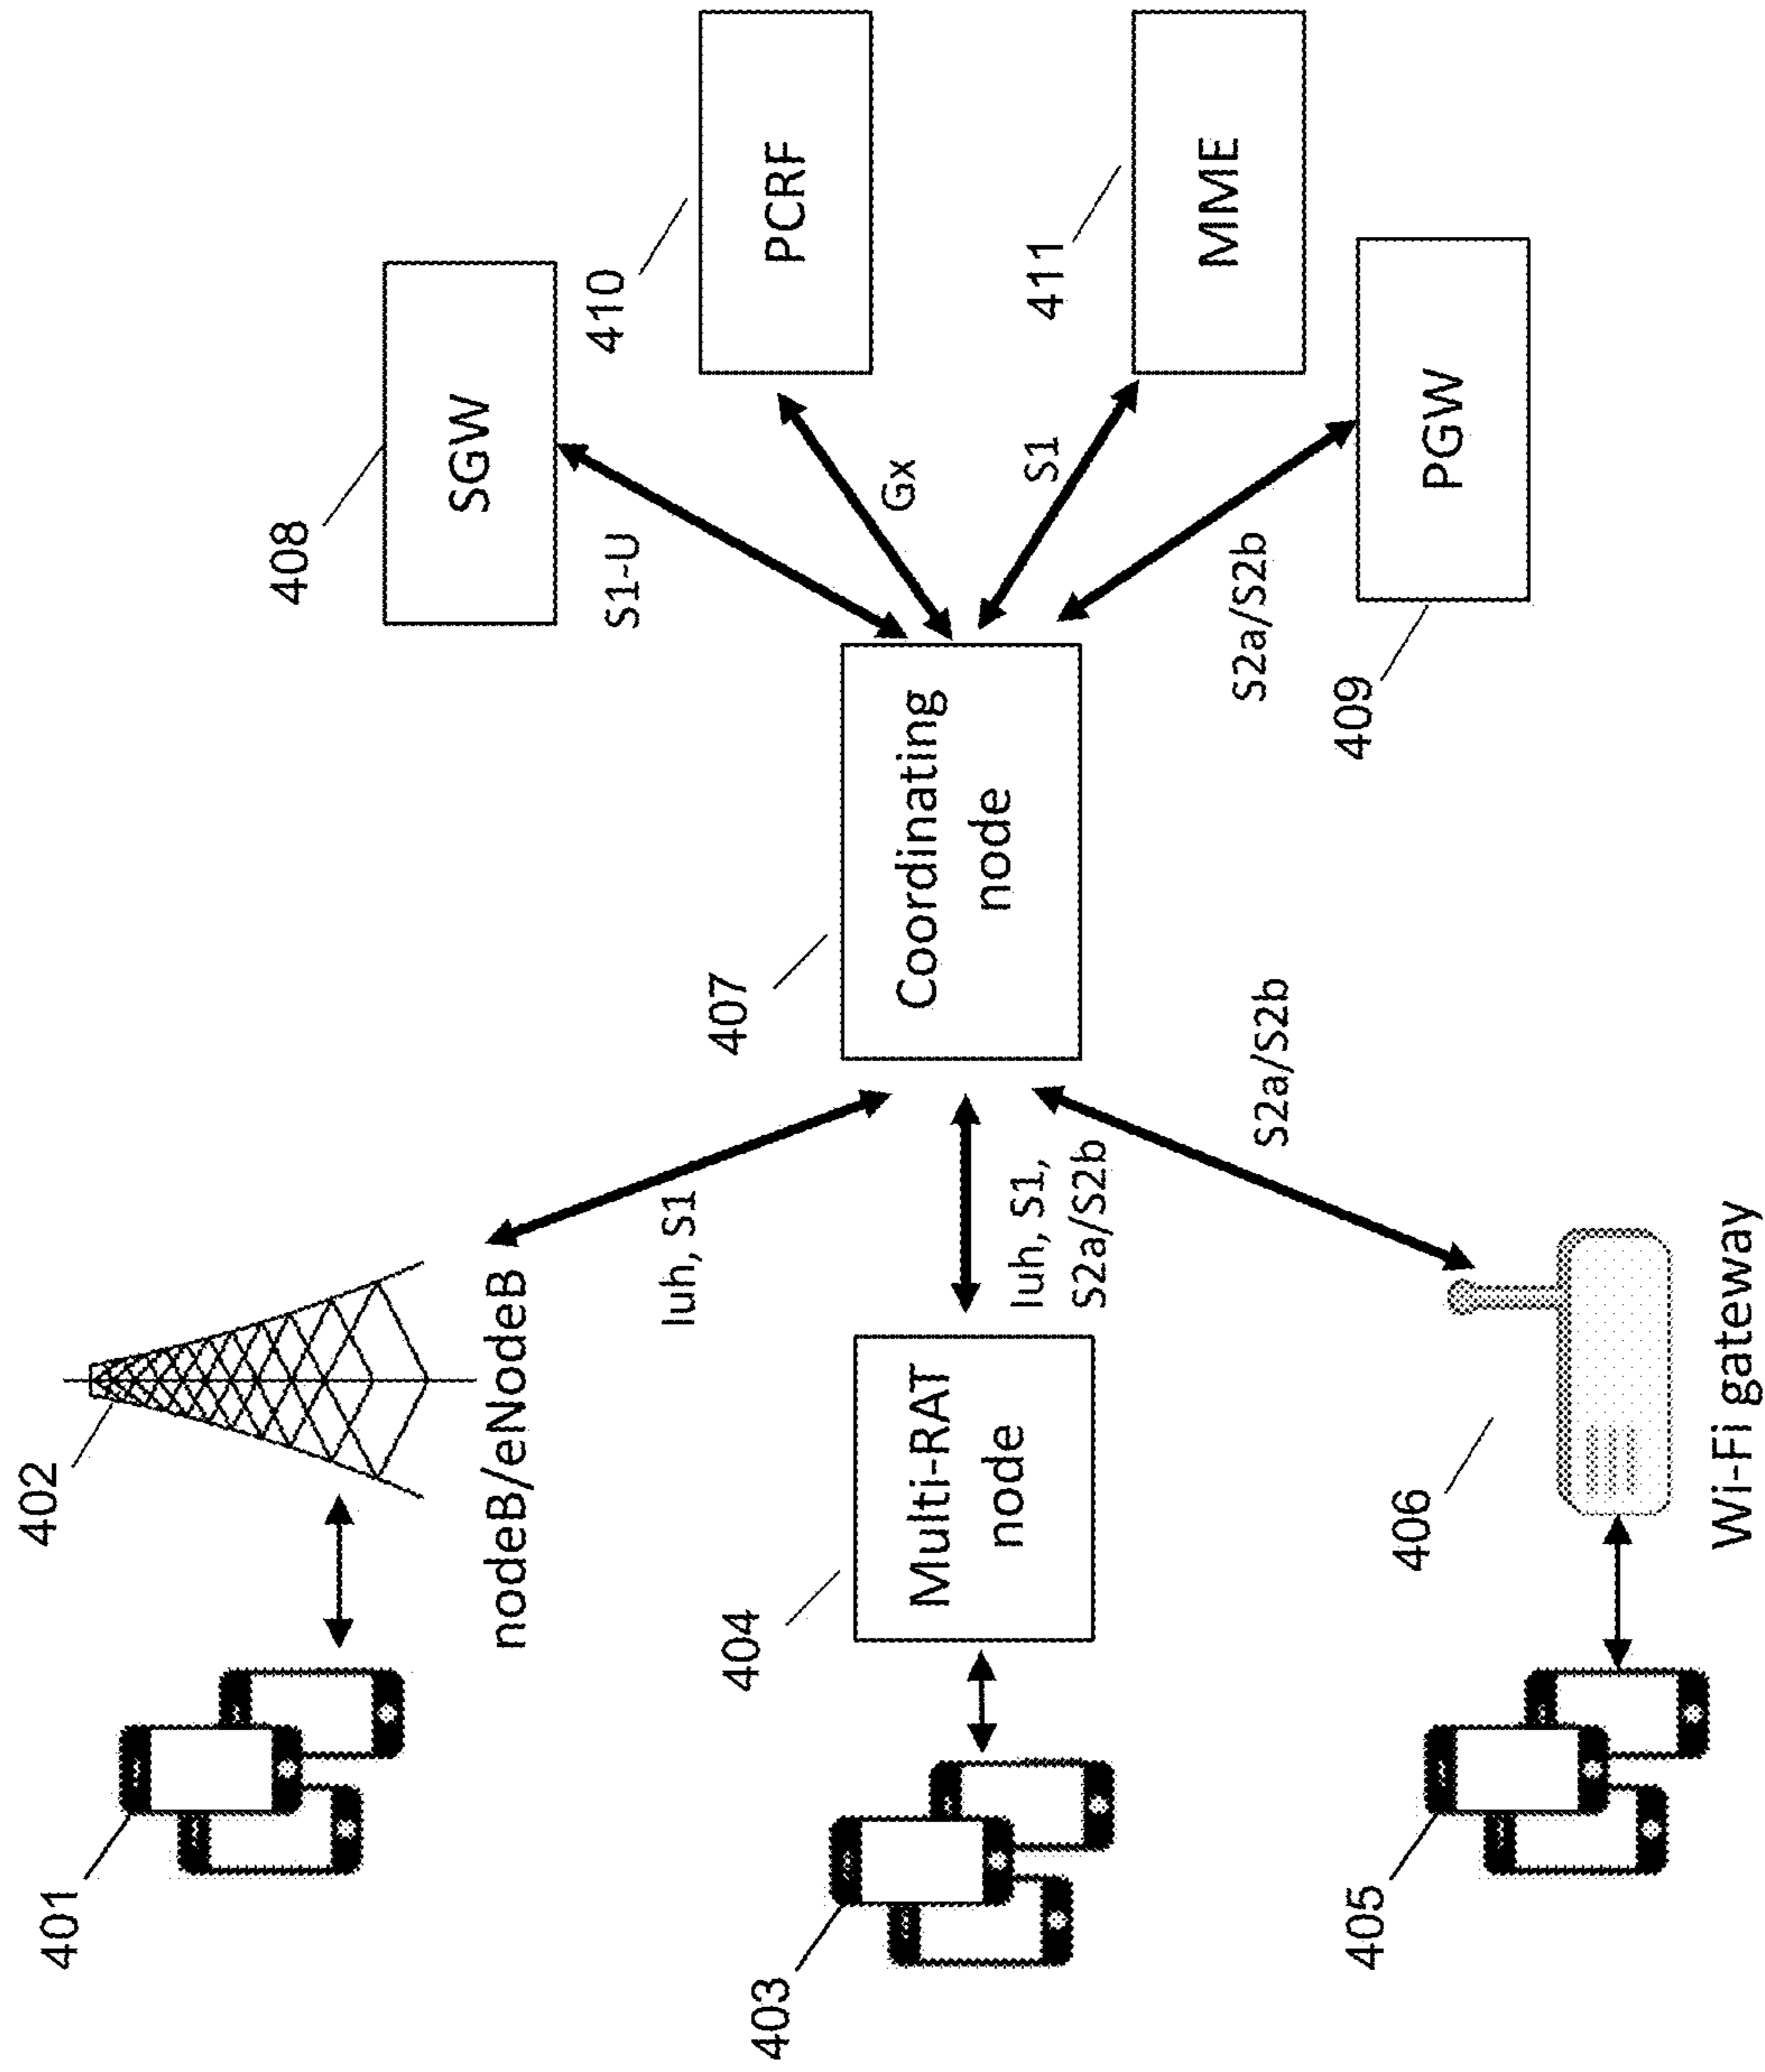 401
402
nodeB/eNodeB
Iuh, S1
403
404
Multi-RAT
node
Iuh, S1,
S2a/S2b
405
406
Wi-Fi gateway
S2a/S2b
407
Coordinating
node
408
SGW
S1-U
410
PCRF
Gx
411
MME
S1
409
PGW
S2a/S2b